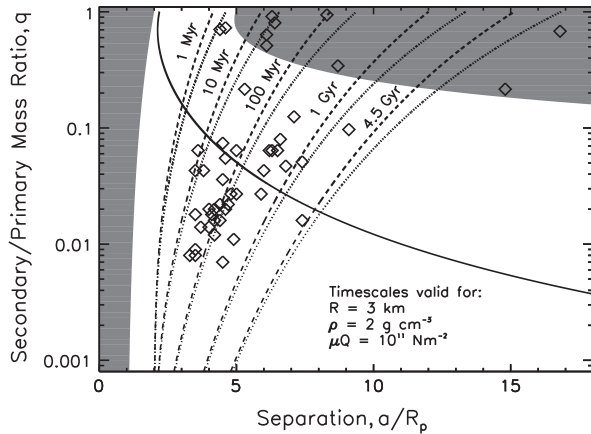 Secondary/Primary Mass Ratio, q
1
0.1
0.01
0.001
1 Myr
10 Myr
100 Myr
1 Gyr
4.5 Gyr
Timescales valid for:
R = 3 km
ρ = 2 g cm⁻³
μQ = 10¹¹ Nm⁻²
0 5 10 15
Separation, a/Rₚ